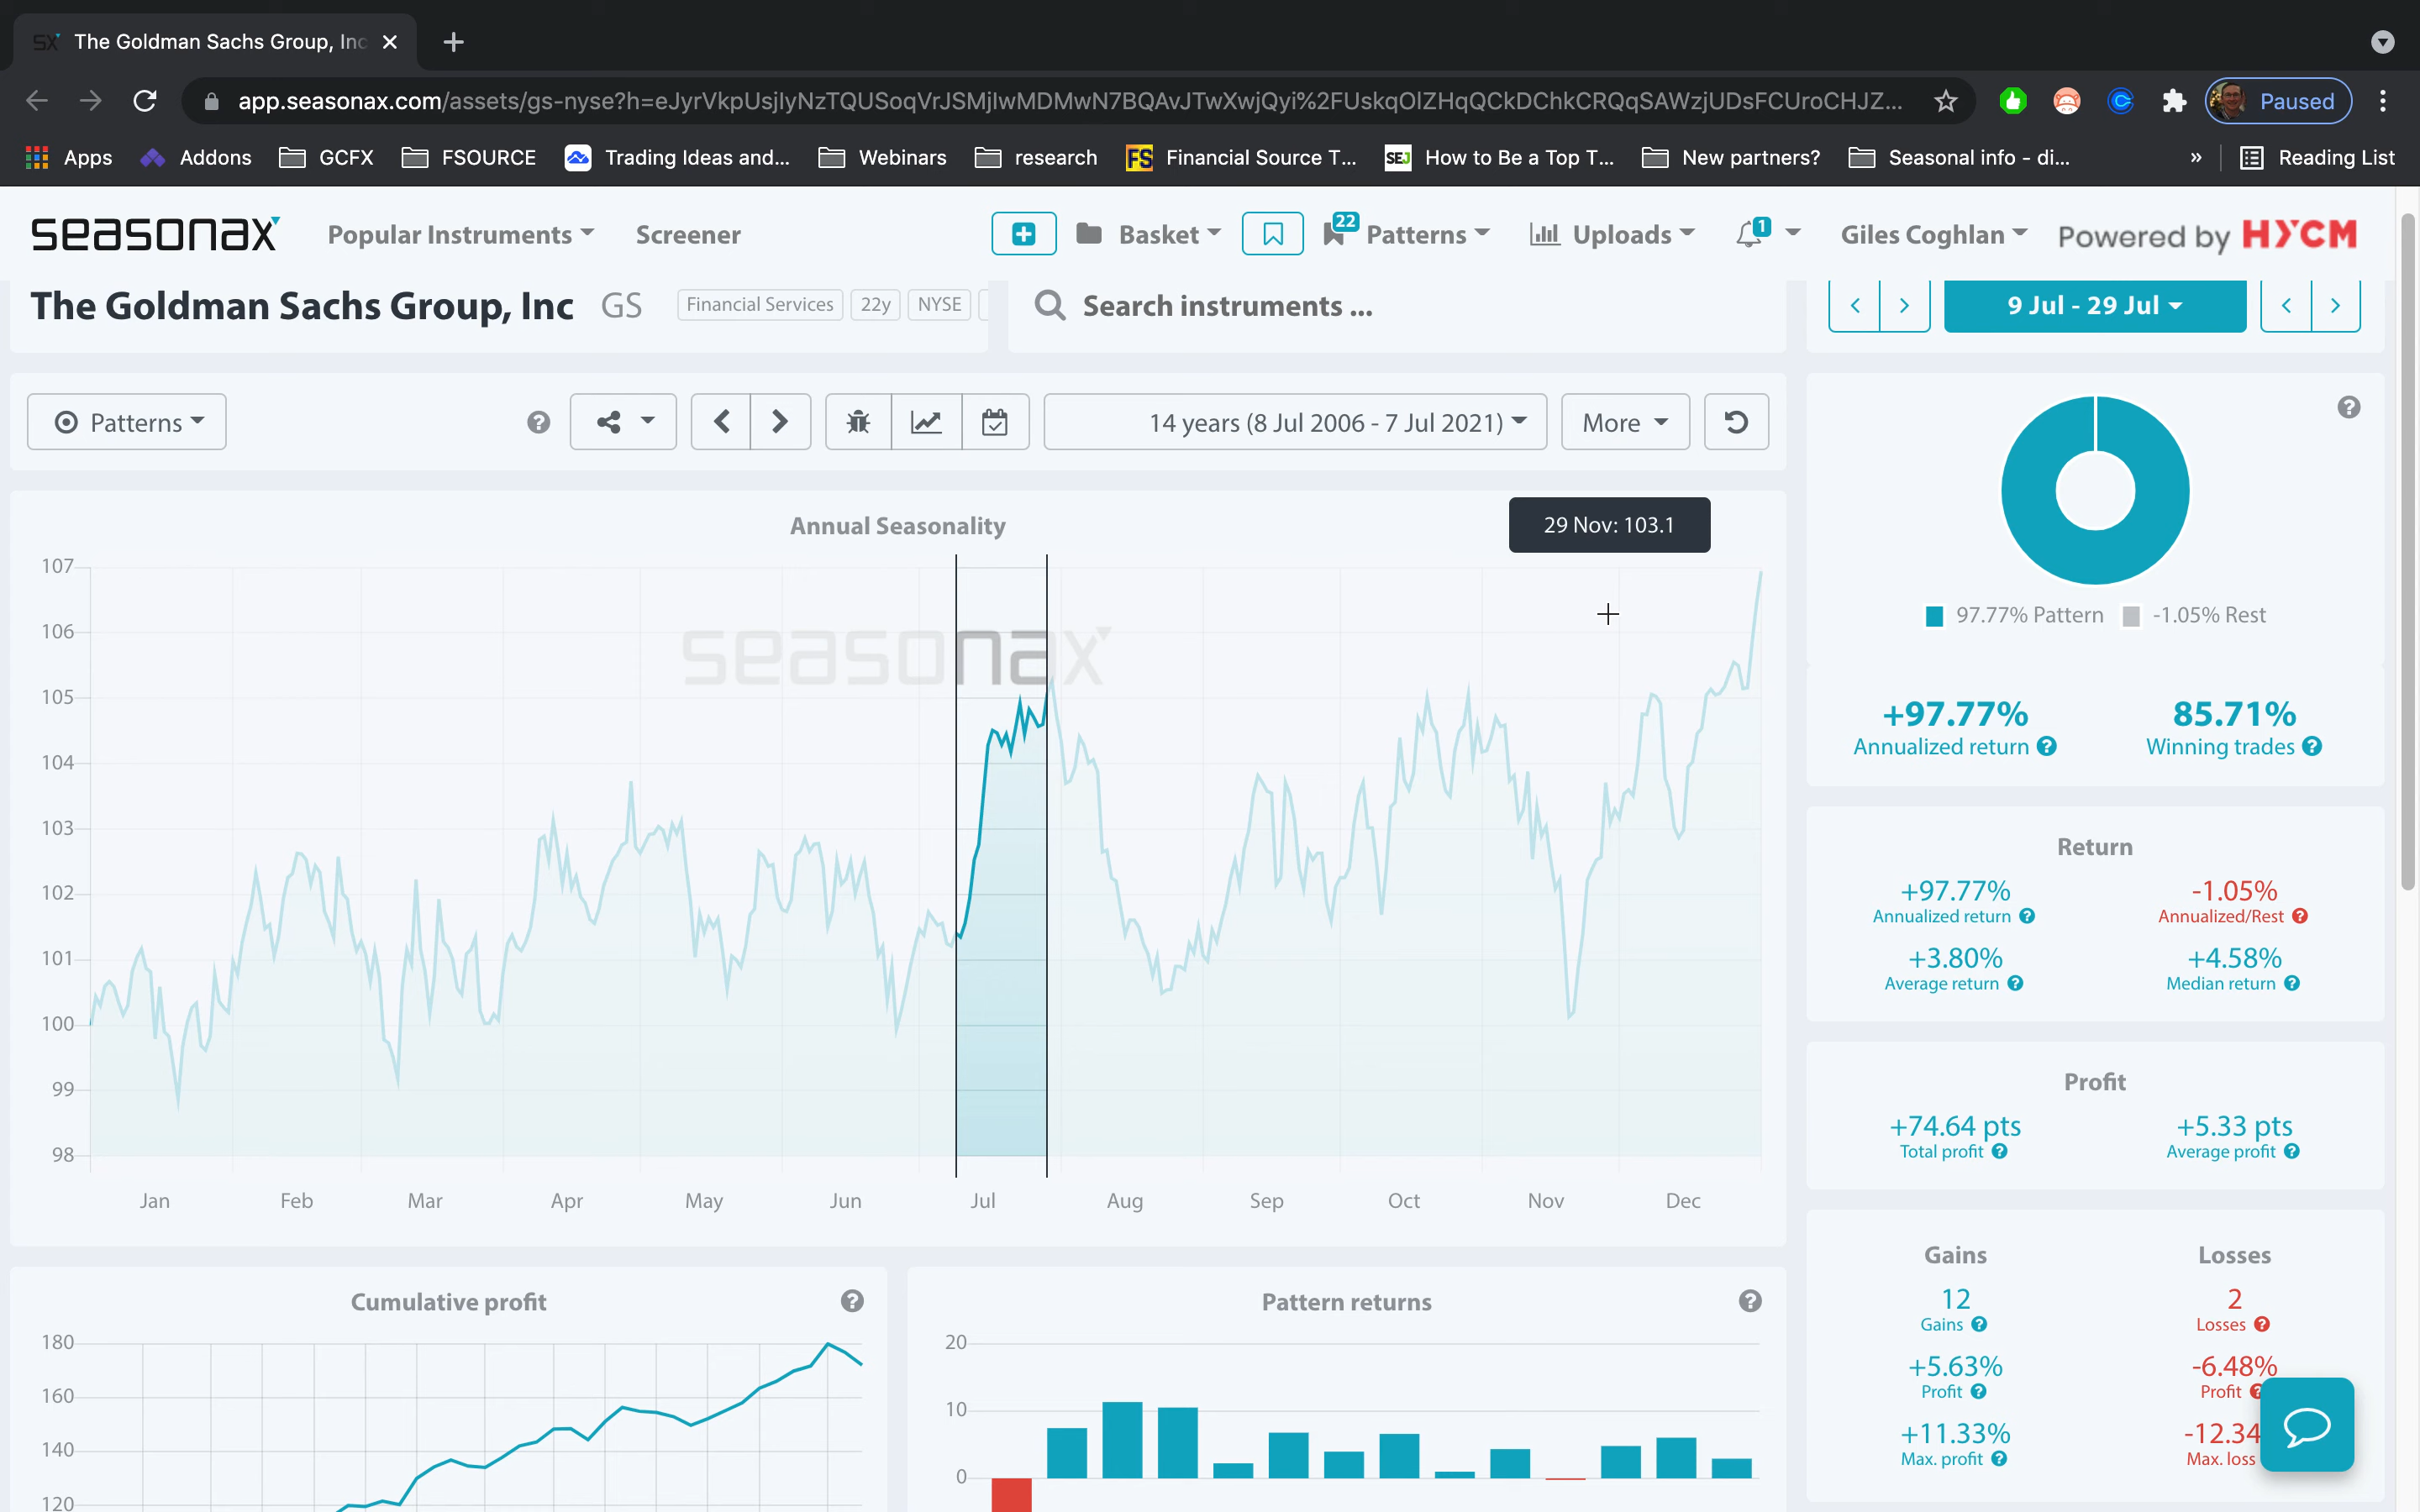 The Goldman Sachs Group, Inc
app.seasonax.com/assets/gs-nyse?h=eJyrVkpUsjIyNzTQUSoqVrJSMjIwMDMwN7BQAvJTwXwjQyi%2FUskqOlZHqQCkDChkCRQqSAWzjUDsFCUroCHJZ...
Paused
Apps Addons GCFX FSOURCE Trading Ideas and... Webinars research FS Financial Source T... SEJ How to Be a Top T... New partners? Seasonal info - di... » Reading List
seasonax Popular Instruments Screener Basket 22 Patterns Uploads 1 Giles Coghlan Powered by HYCM
The Goldman Sachs Group, Inc GS Financial Services 22y NYSE Search instruments ... 9 Jul - 29 Jul
Patterns 14 years (8 Jul 2006 - 7 Jul 2021) More
Annual Seasonality
29 Nov: 103.1
107
106
105
104
103
102
101
100
99
98
seasonax
Jan Feb Mar Apr May Jun Jul Aug Sep Oct Nov Dec
97.77% Pattern -1.05% Rest
+97.77% 85.71%
Annualized return Winning trades
Return
+97.77% -1.05%
Annualized return Annualized/Rest
+3.80% +4.58%
Average return Median return
Profit
+74.64 pts +5.33 pts
Total profit Average profit
Gains Losses
12 2
Gains Losses
+5.63% -6.48%
Profit Profit
+11.33% -12.34
Max. profit Max. loss
Cumulative profit
180
160
140
120
Pattern returns
20
10
0